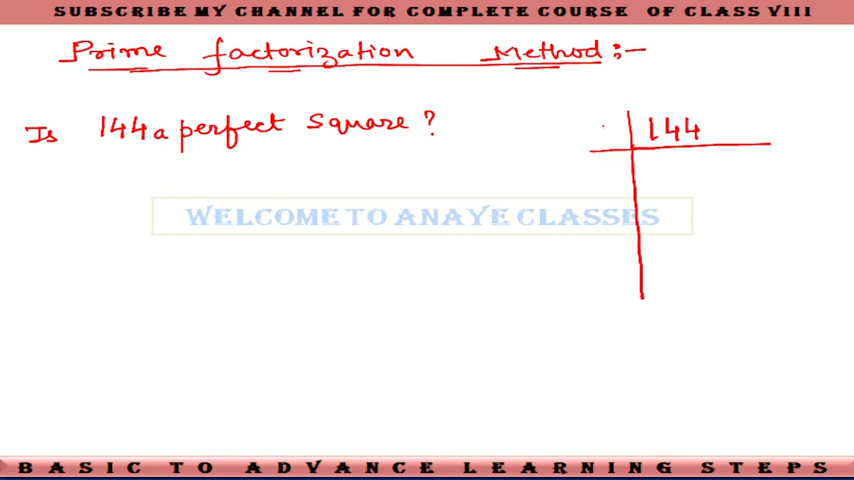 SUBSCRIBE MY CHANNEL FOR COMPLETE COURSE OF CLASS VIII
Prime factorization Method :-
Is 144 a perfect square ?
144
WELCOME TO ANAYE CLASSES
BASIC TO ADVANCE LEARNING STEPS